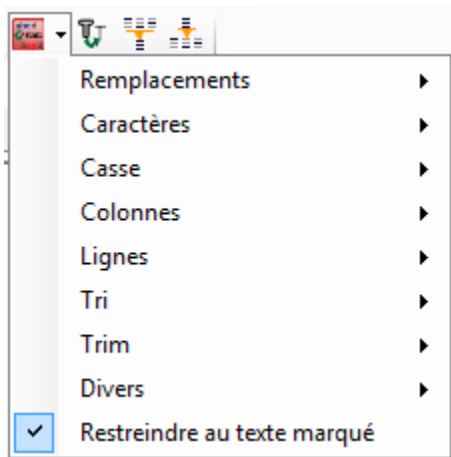 Remplacements
Caractères
Casse
Colonnes
Lignes
Tri
Trim
Divers
Restreindre au texte marqué